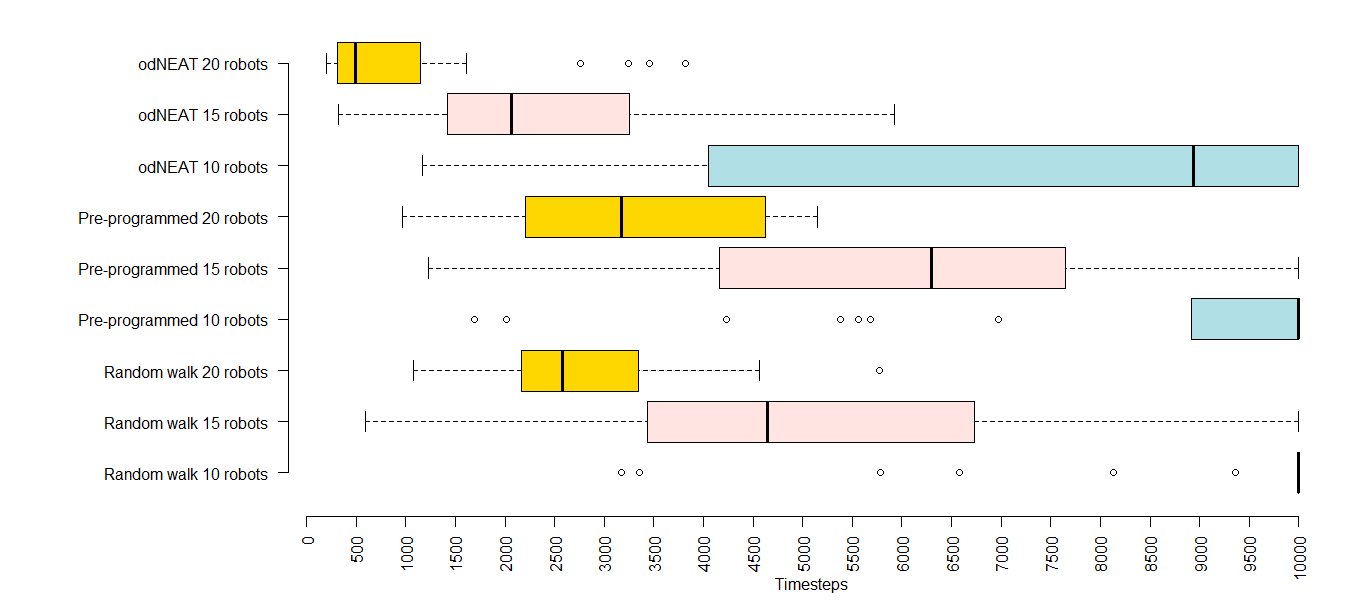 odNEAT 20 robots
odNEAT 15 robots
odNEAT 10 robots
Pre-programmed 20 robots
Pre-programmed 15 robots
Pre-programmed 10 robots
Random walk 20 robots
Random walk 15 robots
Random walk 10 robots
0 500 1000 1500 2000 2500 3000 3500 4000 4500 5000 5500 6000 6500 7000 7500 8000 8500 9000 9500 10000
Timesteps